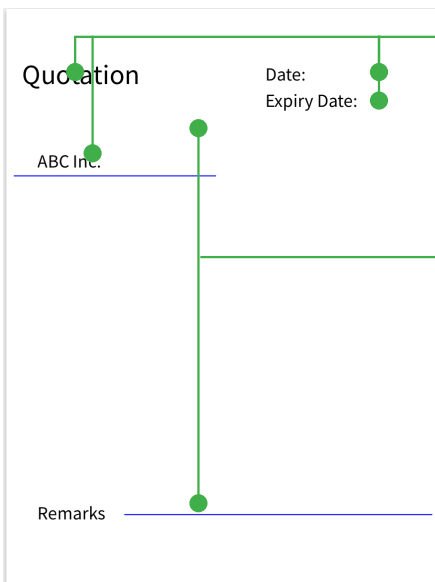 Quotation
Date:
Expiry Date:
ABC Inc.
Remarks